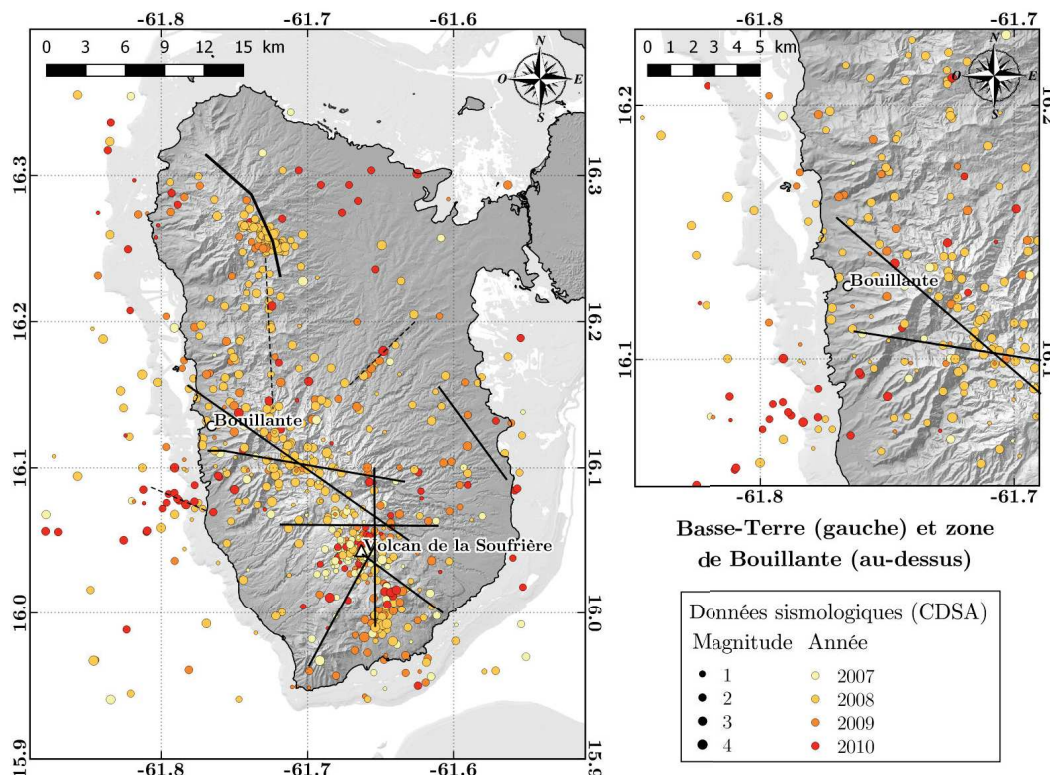 -61.8
-61.7
-61.6
0 3 6 9 12 15 km
N
O
E
S
16.3
16.3
16.2
16.2
Bouillante
16.1
16.1
Volcan de la Soufrière
16.0
16.0
15.9
15.9
-61.8
-61.7
-61.6
-61.8
-61.7
0 1 2 3 4 5 km
N
O
E
S
16.2
16.2
Bouillante
16.1
16.1
-61.8
-61.7
Basse-Terre (gauche) et zone
de Bouillante (au-dessus)
Données sismologiques (CDSA)
Magnitude Année
1 2007
2 2008
3 2009
4 2010